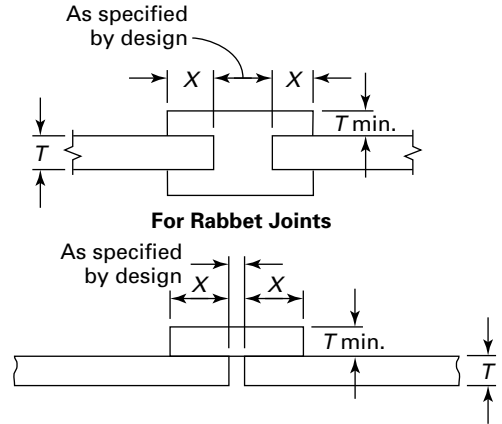 As specified
by design
X
X
T min.
T
For Rabbet Joints
As specified
by design
X
X
T min.
T